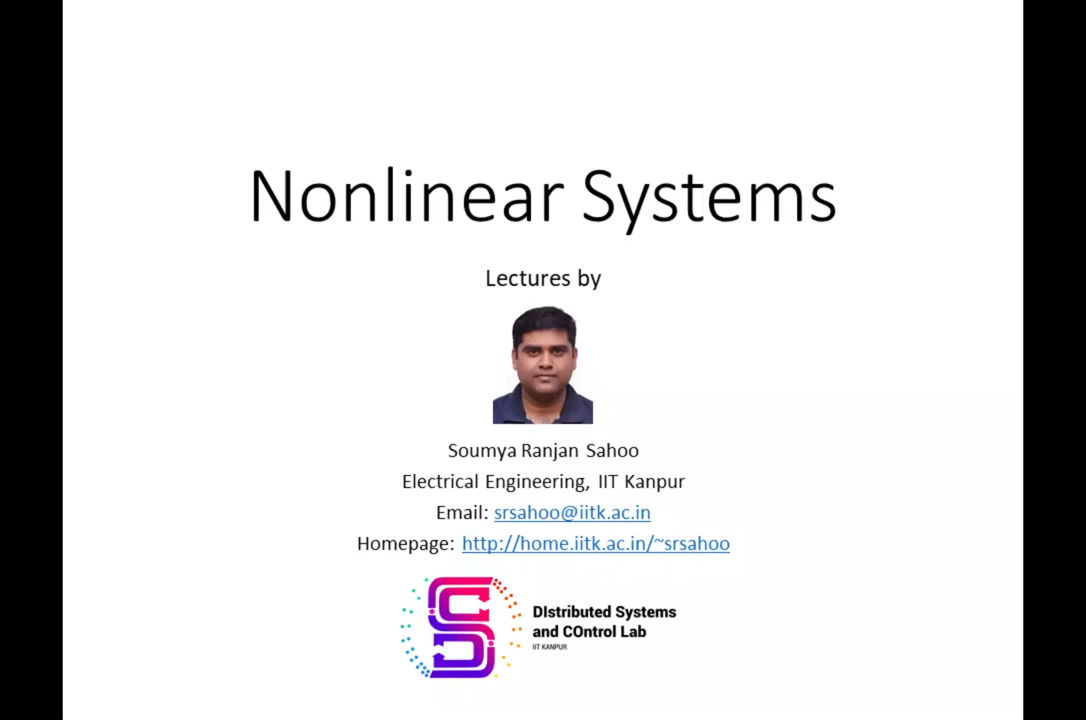 Nonlinear Systems
Lectures by
Soumya Ranjan Sahoo
Electrical Engineering, IIT Kanpur
Email: srsahoo@iitk.ac.in
Homepage: http://home.iitk.ac.in/~srsahoo
DIstributed Systems
and COntrol Lab
IIT KANPUR